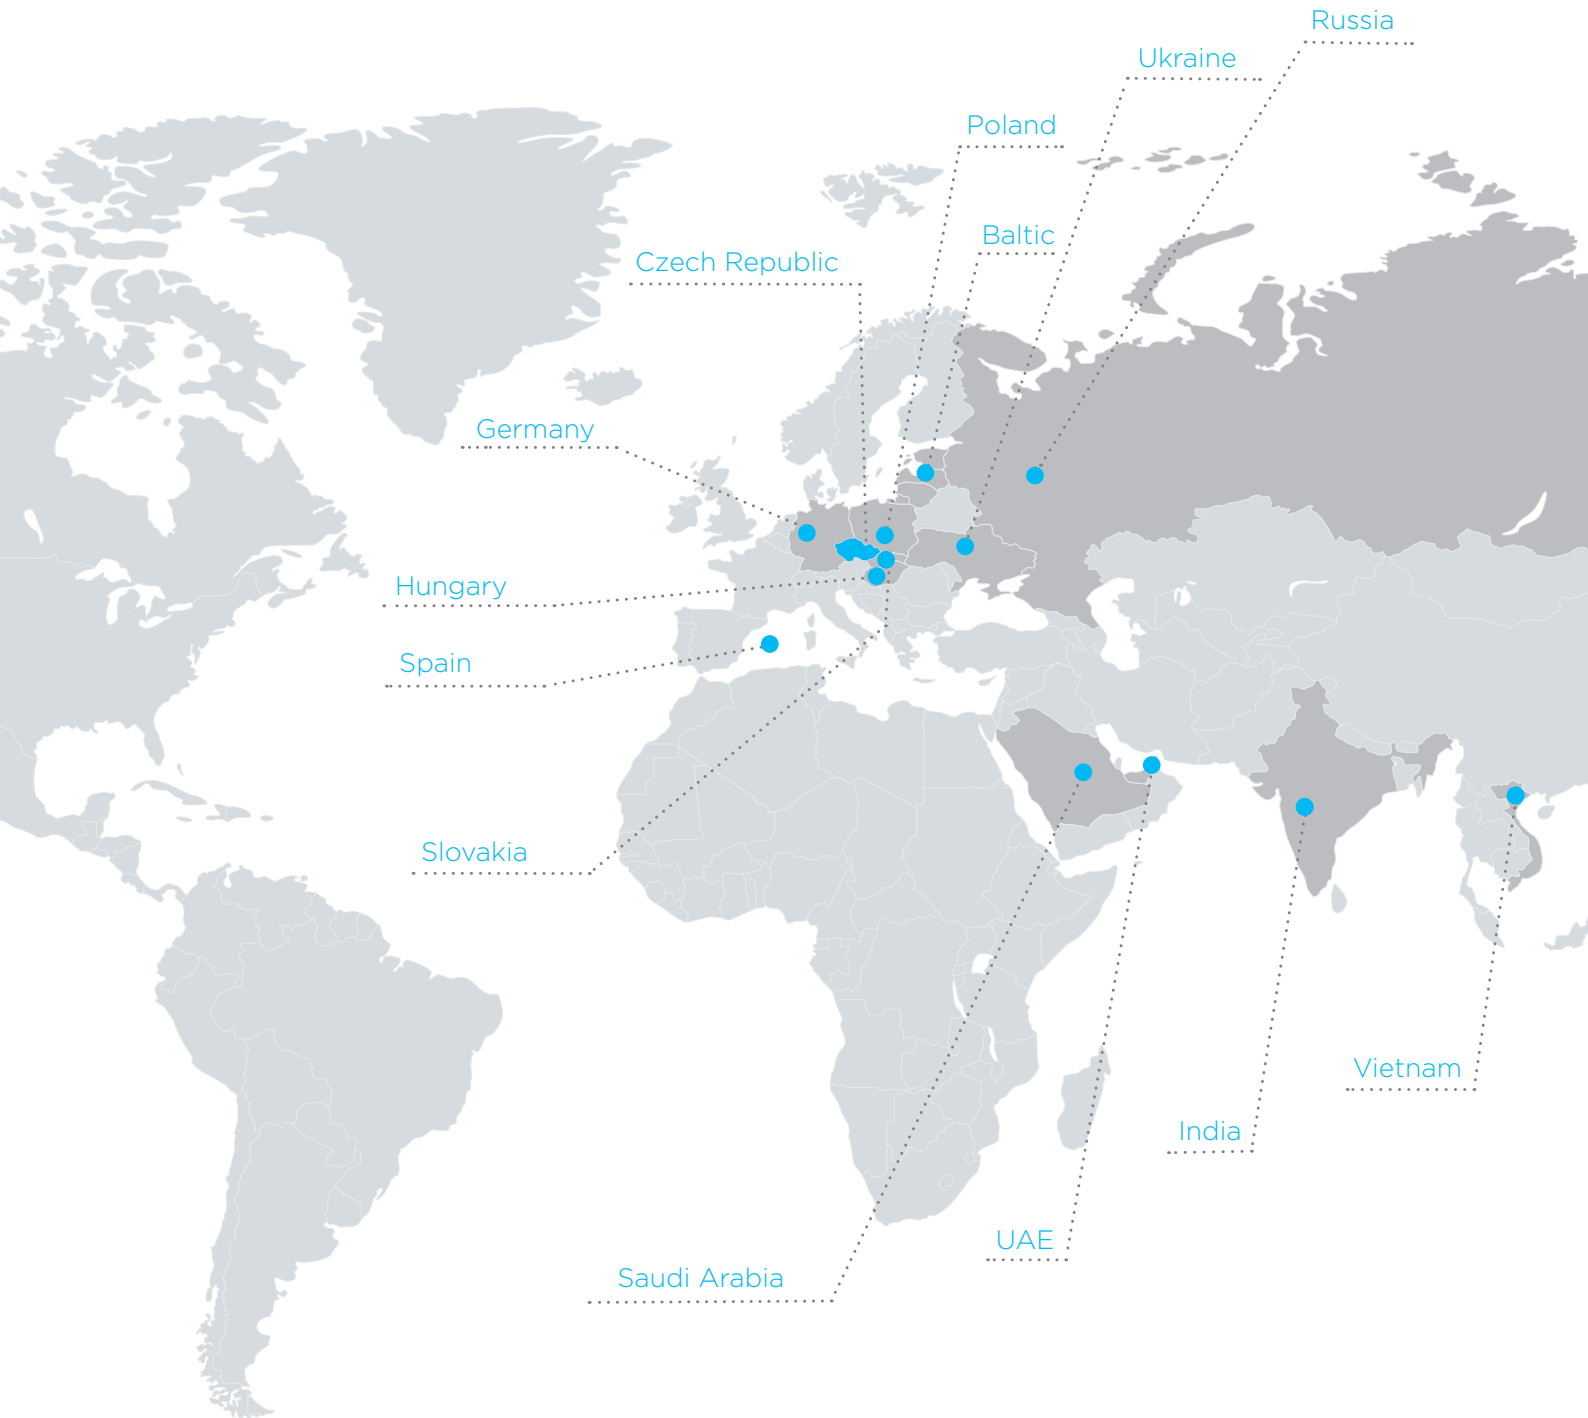 Russia
Ukraine
Poland
Baltic
Czech Republic
Germany
Hungary
Spain
Slovakia
Vietnam
India
UAE
Saudi Arabia